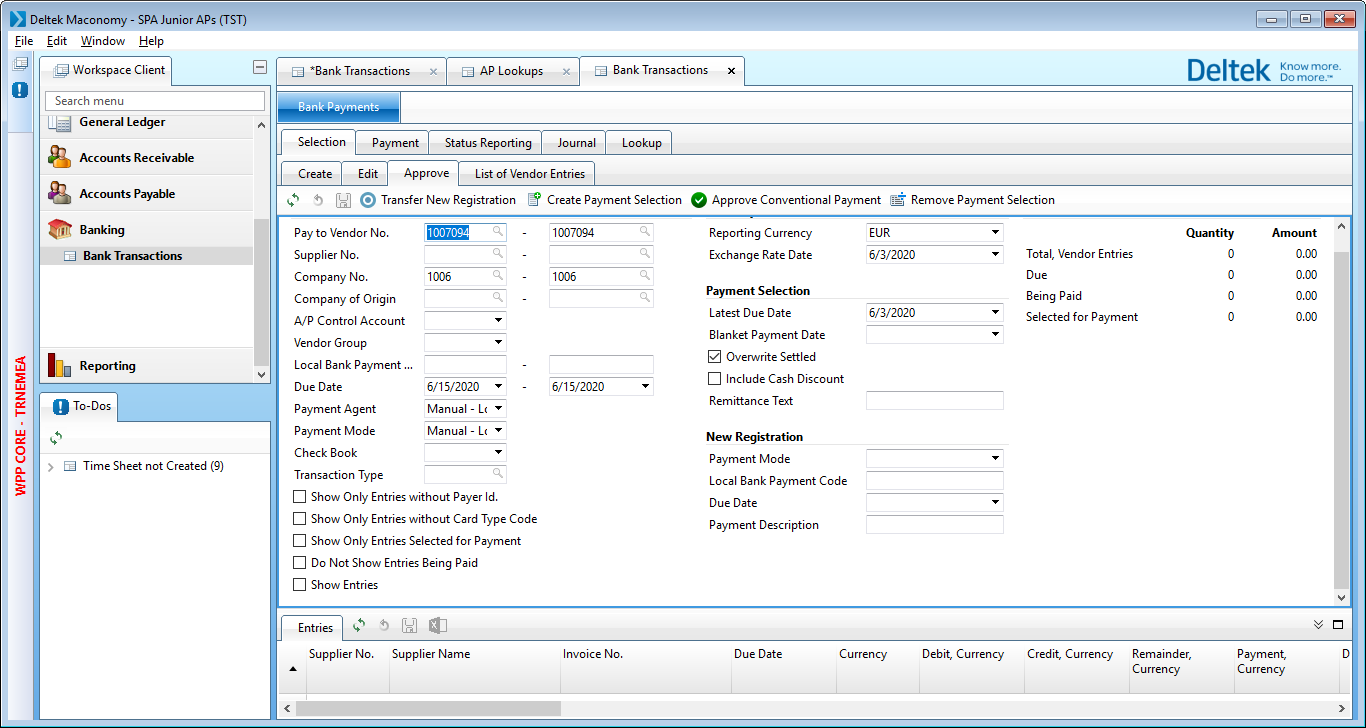 Deltek Maconomy - SPA Junior APs (TST)
File Edit Window Help
WPP CORE - TRNEMEA
Workspace Client
Search menu
General Ledger
Accounts Receivable
Accounts Payable
Banking
Bank Transactions
Reporting
To-Dos
Time Sheet not Created (9)
*Bank Transactions
AP Lookups
Bank Transactions
Deltek Know more.
Do more.™
Bank Payments
Selection Payment Status Reporting Journal Lookup
Create Edit Approve List of Vendor Entries
Transfer New Registration Create Payment Selection Approve Conventional Payment Remove Payment Selection
Pay to Vendor No. 1007094 - 1007094
Supplier No. -
Company No. 1006 - 1006
Company of Origin -
A/P Control Account
Vendor Group
Local Bank Payment ... -
Due Date 6/15/2020 - 6/15/2020
Payment Agent Manual - Lo
Payment Mode Manual - Lo
Check Book
Transaction Type
Show Only Entries without Payer Id.
Show Only Entries without Card Type Code
Show Only Entries Selected for Payment
Do Not Show Entries Being Paid
Show Entries
Reporting Currency EUR
Exchange Rate Date 6/3/2020
Payment Selection
Latest Due Date 6/3/2020
Blanket Payment Date
Overwrite Settled
Include Cash Discount
Remittance Text
New Registration
Payment Mode
Local Bank Payment Code
Due Date
Payment Description
Quantity Amount
Total, Vendor Entries 0 0.00
Due 0 0.00
Being Paid 0 0.00
Selected for Payment 0 0.00
Entries
Supplier No. Supplier Name Invoice No. Due Date Currency Debit, Currency Credit, Currency Remainder, Payment, D
Currency Currency